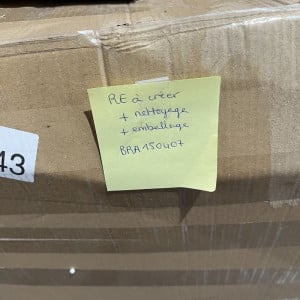 RE à créer
+ nettoyage
+ emballage
BRA150407
43